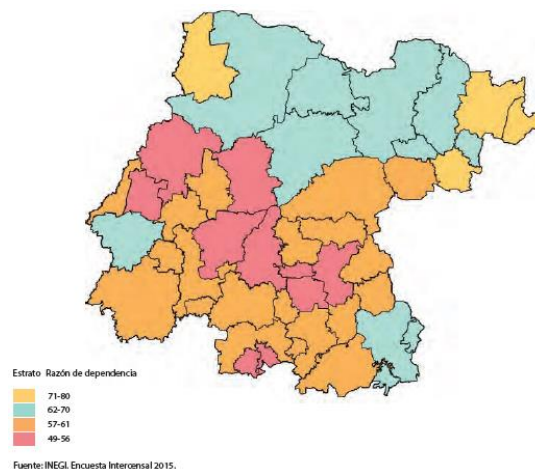 Estrato Razón de dependencia
71-80
62-70
57-61
49-56
Fuente: INEGI. Encuesta Intercensal 2015.